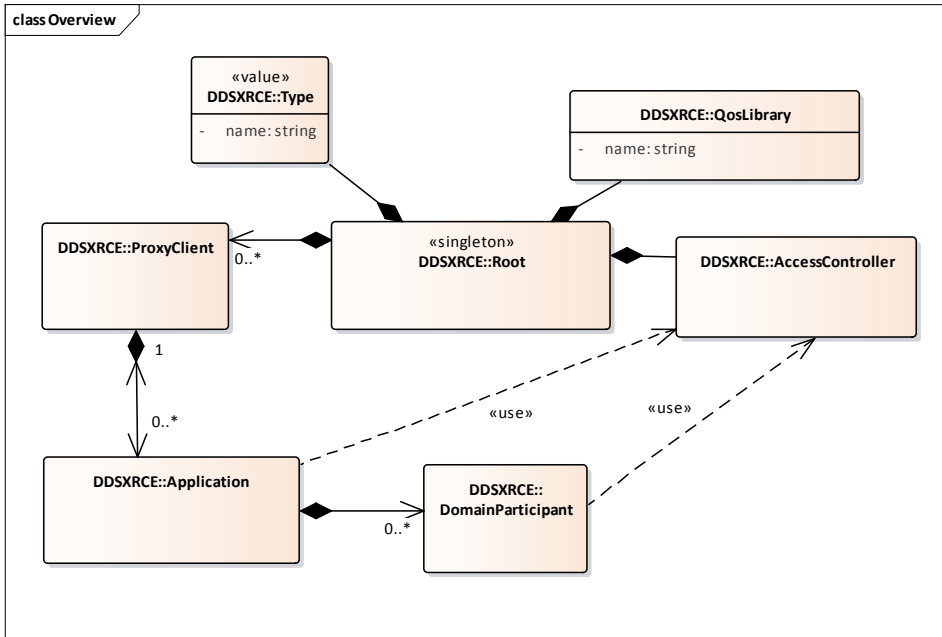 class Overview
«value»
DDSXRCE::Type
- name: string
DDSXRCE::QosLibrary
- name: string
DDSXRCE::ProxyClient
0..*
«singleton»
DDSXRCE::Root
DDSXRCE::AccessController
1
0..*
«use»
«use»
DDSXRCE::Application
0..*
DDSXRCE::
DomainParticipant